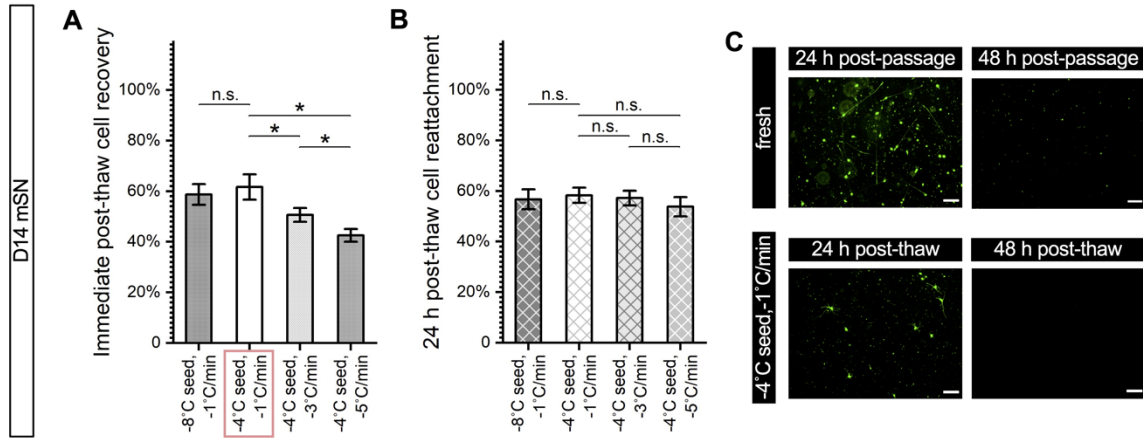 D14 mSN
A
Immediate post-thaw cell recovery
100%
80%
60%
40%
20%
0
n.s.
*
*
*
-8˚C seed,
-1˚C/min
-4˚C seed,
-1˚C/min
-4˚C seed,
-3˚C/min
-4˚C seed,
-5˚C/min
B
24 h post-thaw cell reattachment
100%
80%
60%
40%
20%
0
n.s.
n.s.
n.s.
n.s.
-8˚C seed,
-1˚C/min
-4˚C seed,
-1˚C/min
-4˚C seed,
-3˚C/min
-4˚C seed,
-5˚C/min
C
24 h post-passage
48 h post-passage
fresh
24 h post-thaw
48 h post-thaw
-4˚C seed,-1˚C/min